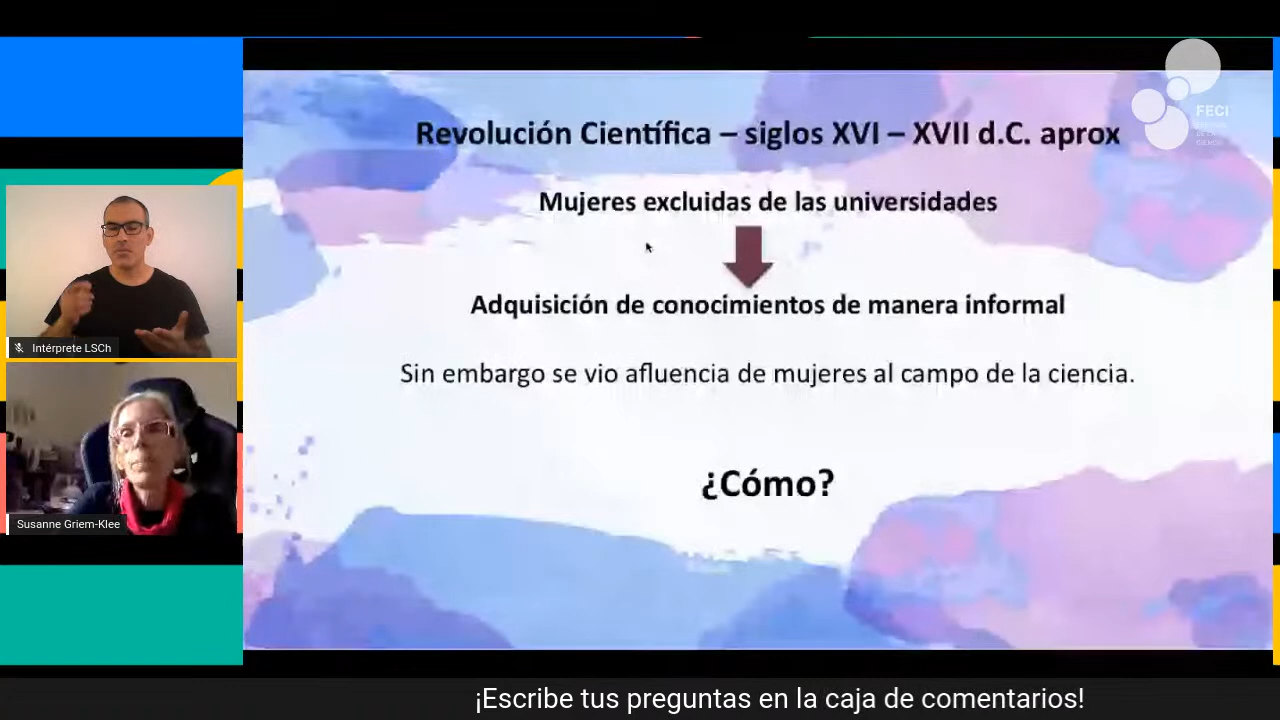 FECI
Revolución Científica – siglos XVI – XVII d.C. aprox
Mujeres excluidas de las universidades
Adquisición de conocimientos de manera informal
Sin embargo se vio afluencia de mujeres al campo de la ciencia.
¿Cómo?
Intérprete LSCh
Susanne Griem-Klee
¡Escribe tus preguntas en la caja de comentarios!